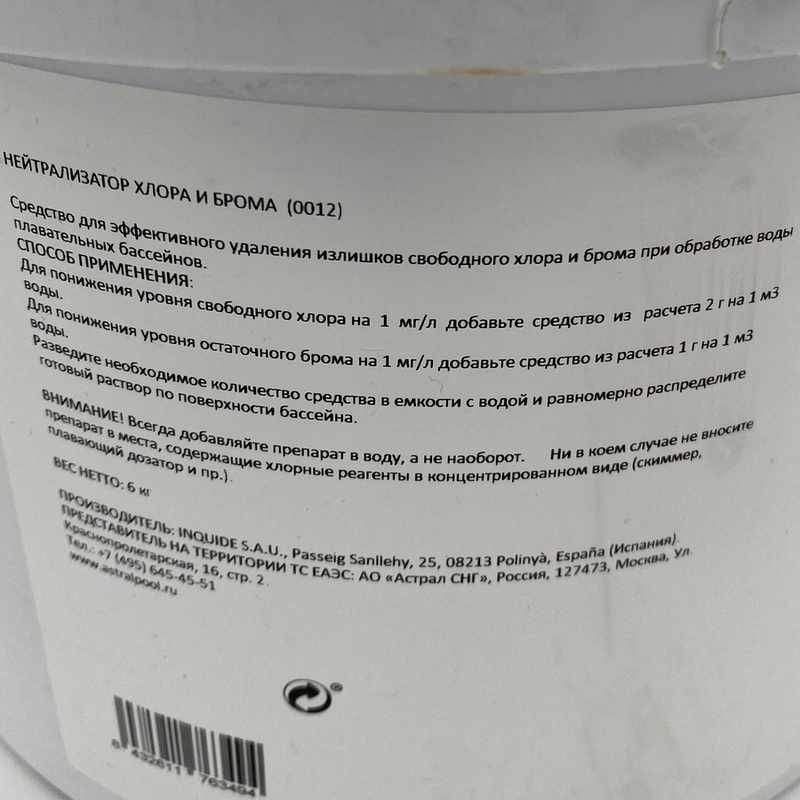 НЕЙТРАЛИЗАТОР ХЛОРА И БРОМА (0012)
Средство для эффективного удаления излишков свободного хлора и брома при обработке воды
плавательных бассейнов.
СПОСОБ ПРИМЕНЕНИЯ:
Для понижения уровня свободного хлора на 1 мг/л добавьте средство из расчета 2 г на 1 м3
воды.
Для понижения уровня остаточного брома на 1 мг/л добавьте средство из расчета 1 г на 1 м3
воды.
Разведите необходимое количество средства в емкости с водой и равномерно распределите
готовый раствор по поверхности бассейна.
ВНИМАНИЕ! Всегда добавляйте препарат в воду, а не наоборот. Ни в коем случае не вносите
препарат в места, содержащие хлорные реагенты в концентрированном виде (скиммер,
плавающий дозатор и пр.).
ВЕС НЕТТО: 6 кг
ПРОИЗВОДИТЕЛЬ: INQUIDE S.A.U., Passeig Sanllehy, 25, 08213 Polinyà, España (Испания).
ПРЕДСТАВИТЕЛЬ НА ТЕРРИТОРИИ ТС ЕАЭС: АО «Астрал СНГ», Россия, 127473, Москва, Ул.
Краснопролетарская, 16, стр. 2.
Тел.: +7 (495) 645-45-51
www.astralpool.ru
®
8 432611 763494